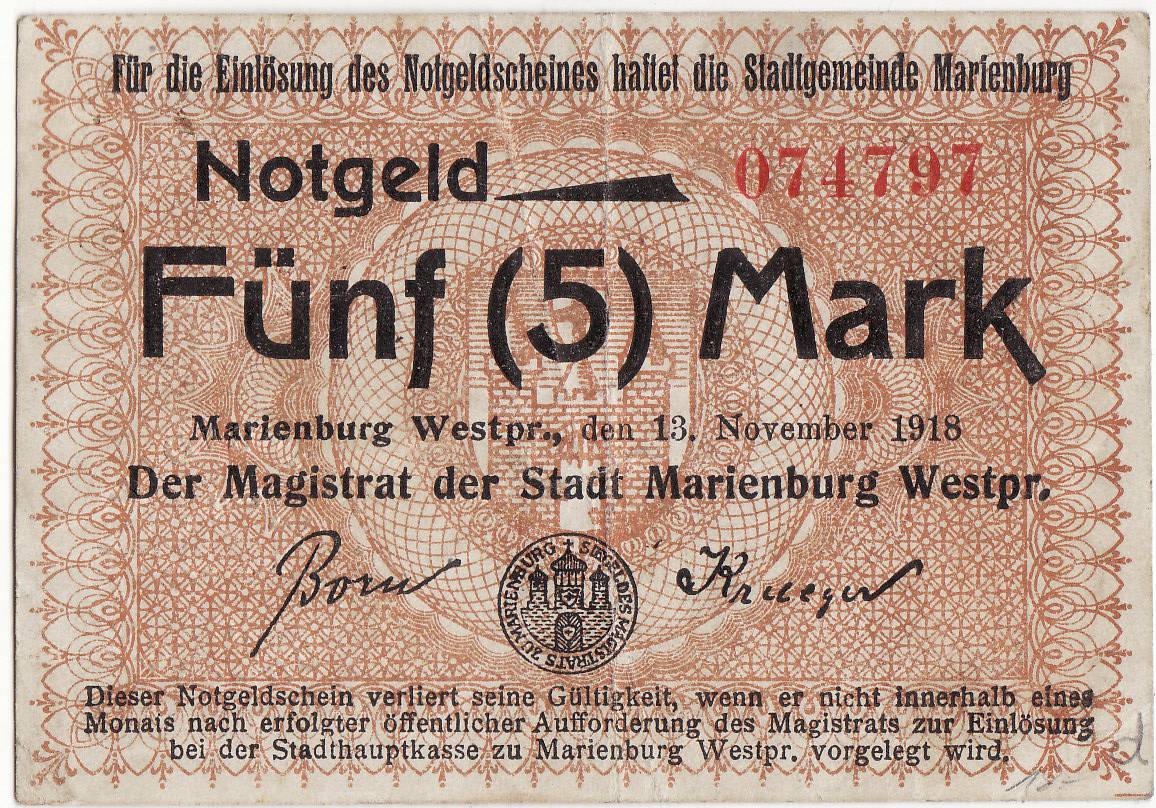 Für die Einlösung des Notgeldscheines haftet die Stadtgemeinde Marienburg
Notgeld
074797
Fünf (5) Mark
Marienburg Westpr., den 13. November 1918
Der Magistrat der Stadt Marienburg Westpr.
Born
Krueger
SIEGEL DES MAGISTRATS ZU MARIENBURG
Dieser Notgeldschein verliert seine Gültigkeit, wenn er nicht innerhalb eines
Monats nach erfolgter öffentlicher Aufforderung des Magistrats zur Einlösung
bei der Stadthauptkasse zu Marienburg Westpr. vorgelegt wird.